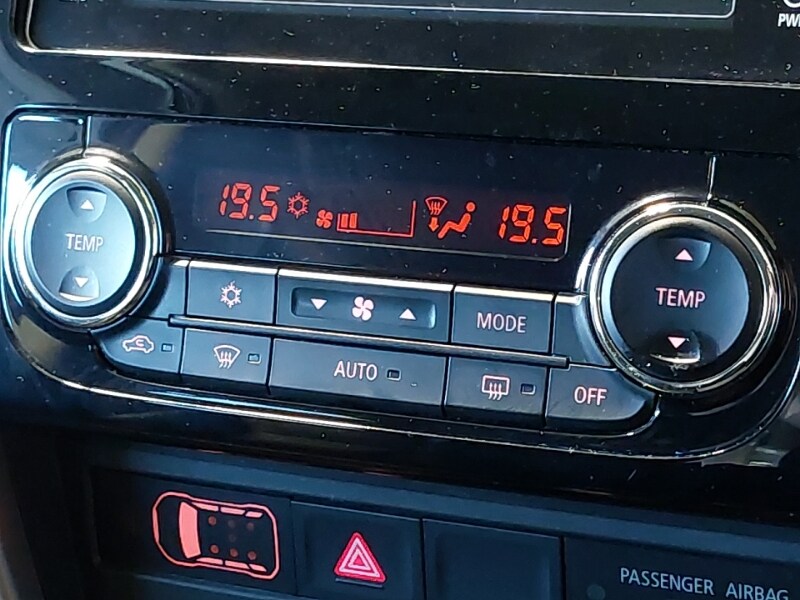 19.5 19.5
TEMP
TEMP
MODE
AUTO
OFF
PASSENGER AIRBAG